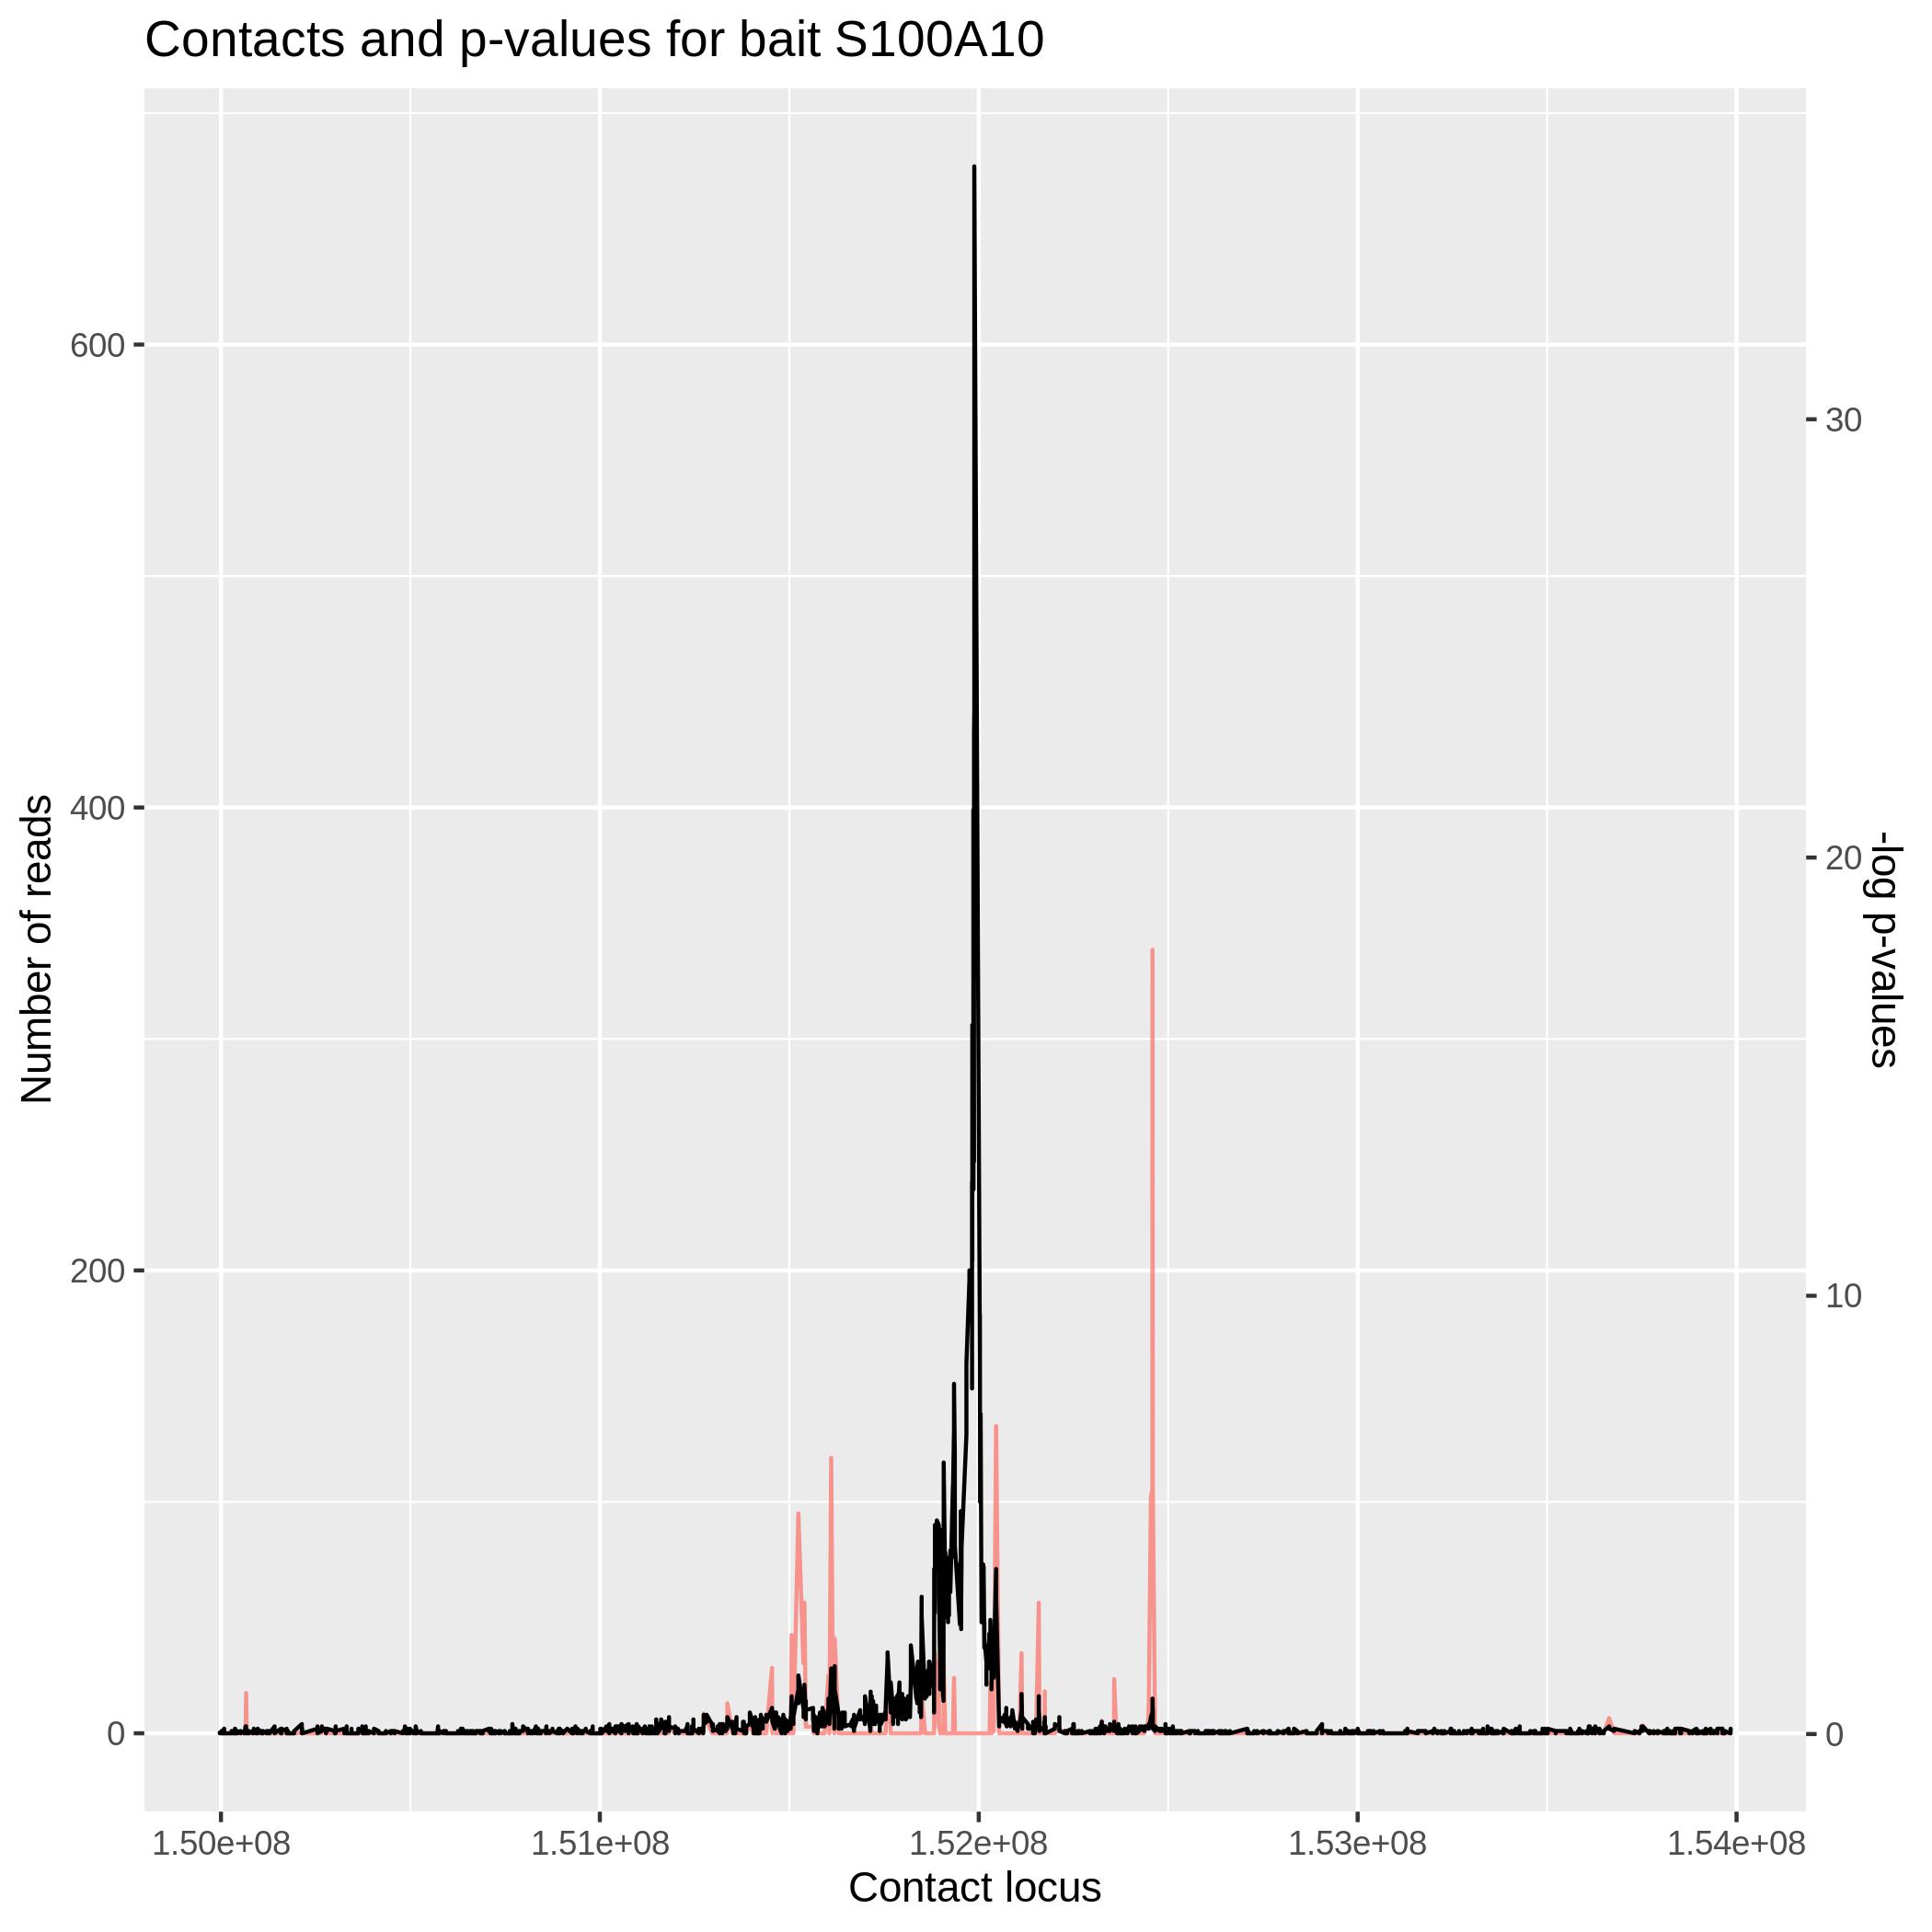 Contacts and p-values for bait S100A10
Number of reads
600
400
200
0
30
20
10
0
-log p-values
1.50e+08
1.51e+08
1.52e+08
1.53e+08
1.54e+08
Contact locus